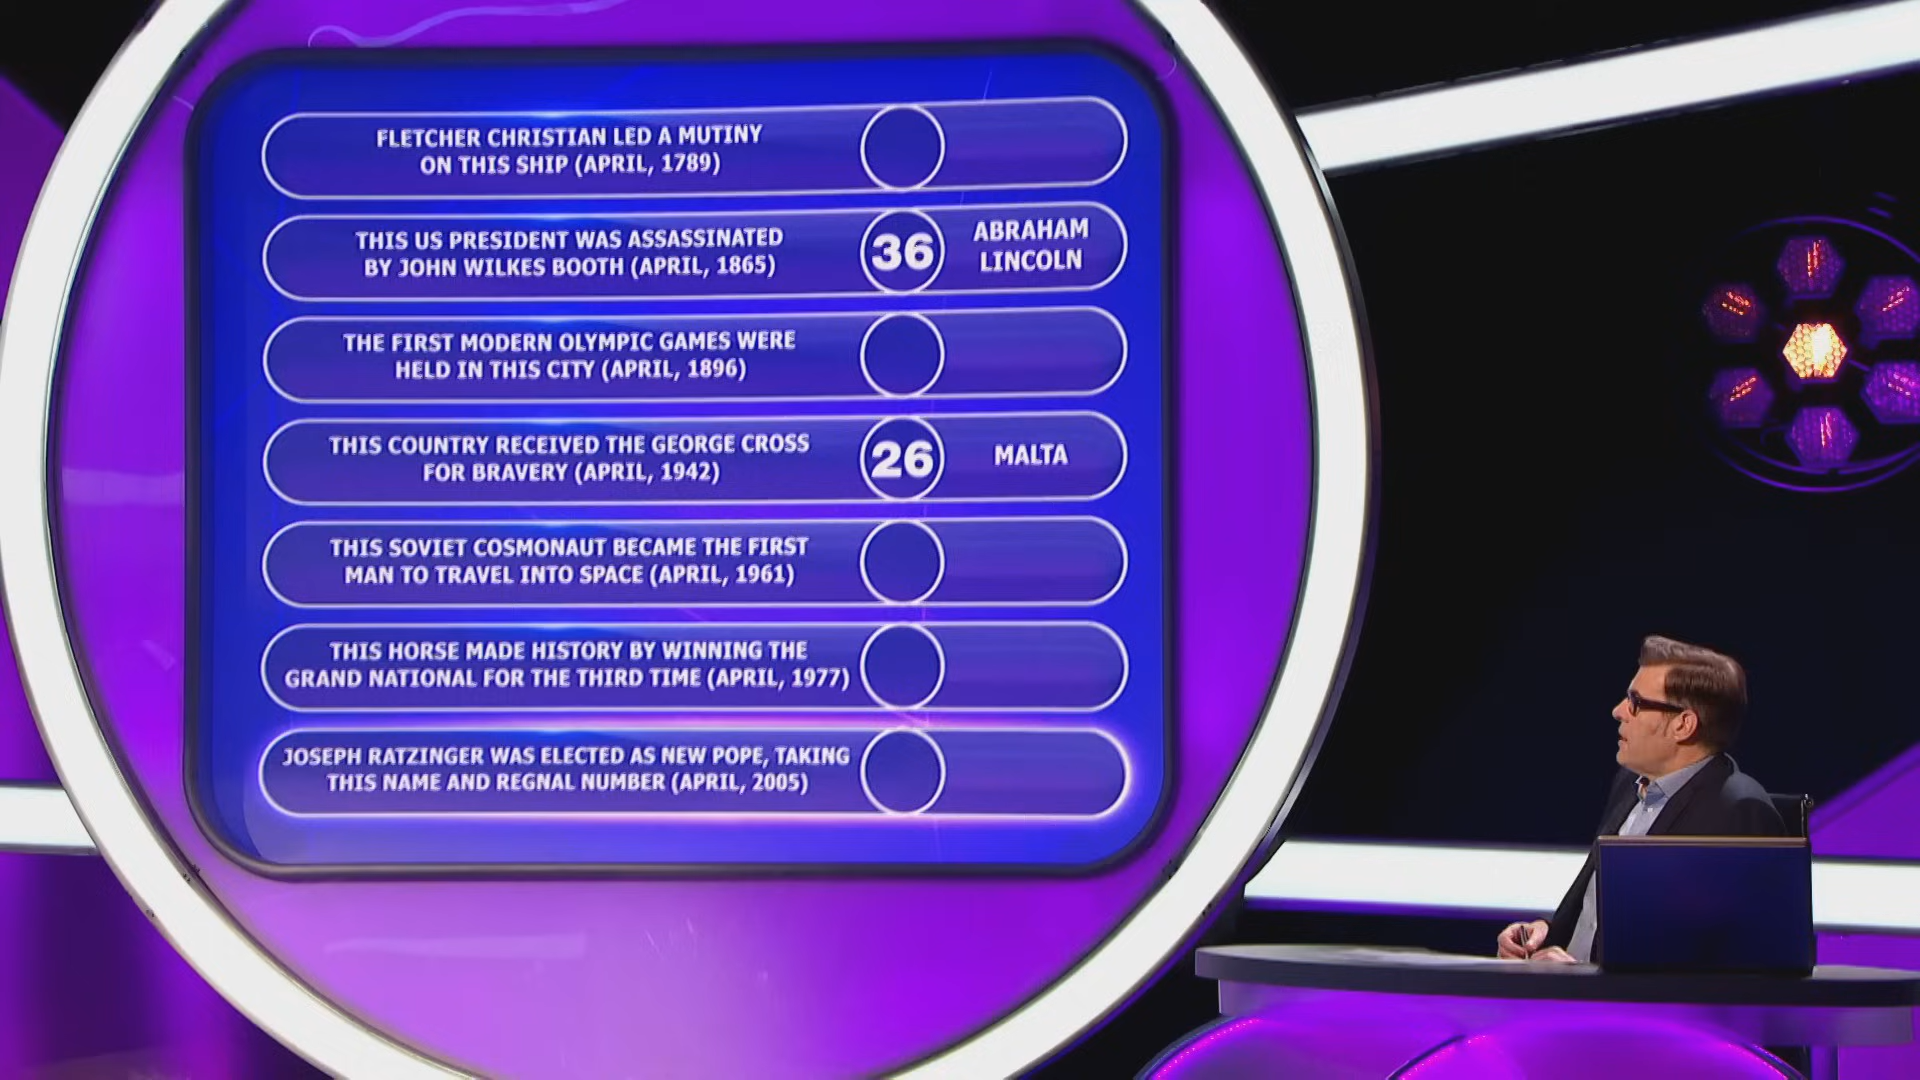 FLETCHER CHRISTIAN LED A MUTINY
ON THIS SHIP (APRIL, 1789)
THIS US PRESIDENT WAS ASSASSINATED
BY JOHN WILKES BOOTH (APRIL, 1865)
36
ABRAHAM
LINCOLN
THE FIRST MODERN OLYMPIC GAMES WERE
HELD IN THIS CITY (APRIL, 1896)
THIS COUNTRY RECEIVED THE GEORGE CROSS
FOR BRAVERY (APRIL, 1942)
26
MALTA
THIS SOVIET COSMONAUT BECAME THE FIRST
MAN TO TRAVEL INTO SPACE (APRIL, 1961)
THIS HORSE MADE HISTORY BY WINNING THE
GRAND NATIONAL FOR THE THIRD TIME (APRIL, 1977)
JOSEPH RATZINGER WAS ELECTED AS NEW POPE, TAKING
THIS NAME AND REGNAL NUMBER (APRIL, 2005)